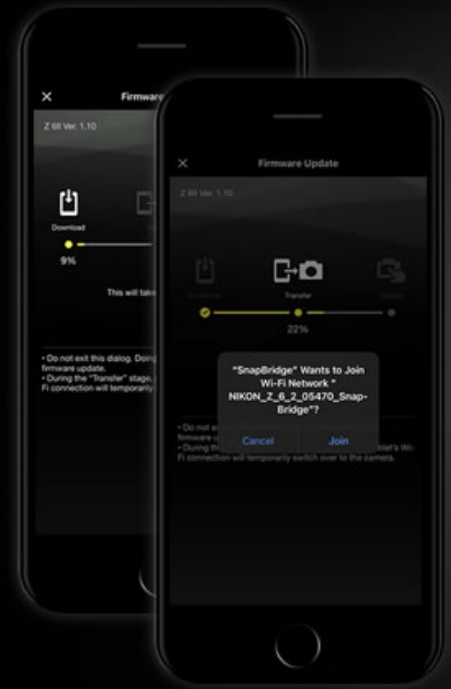 Firmware
Z 6II Ver. 1.10
Download
9%
This will take
• Do not exit this dialog. Doing
firmware update.
• During the "Transfer" stage,
Fi connection will temporarily
Firmware Update
Z 6II Ver. 1.10
Transfer
22%
"SnapBridge" Wants to Join
Wi-Fi Network "
NIKON_Z_6_2_05470_Snap-
Bridge"?
Cancel
Join
• Do not
firmware
• During
Wi-
Fi connection will temporarily switch over to the camera.